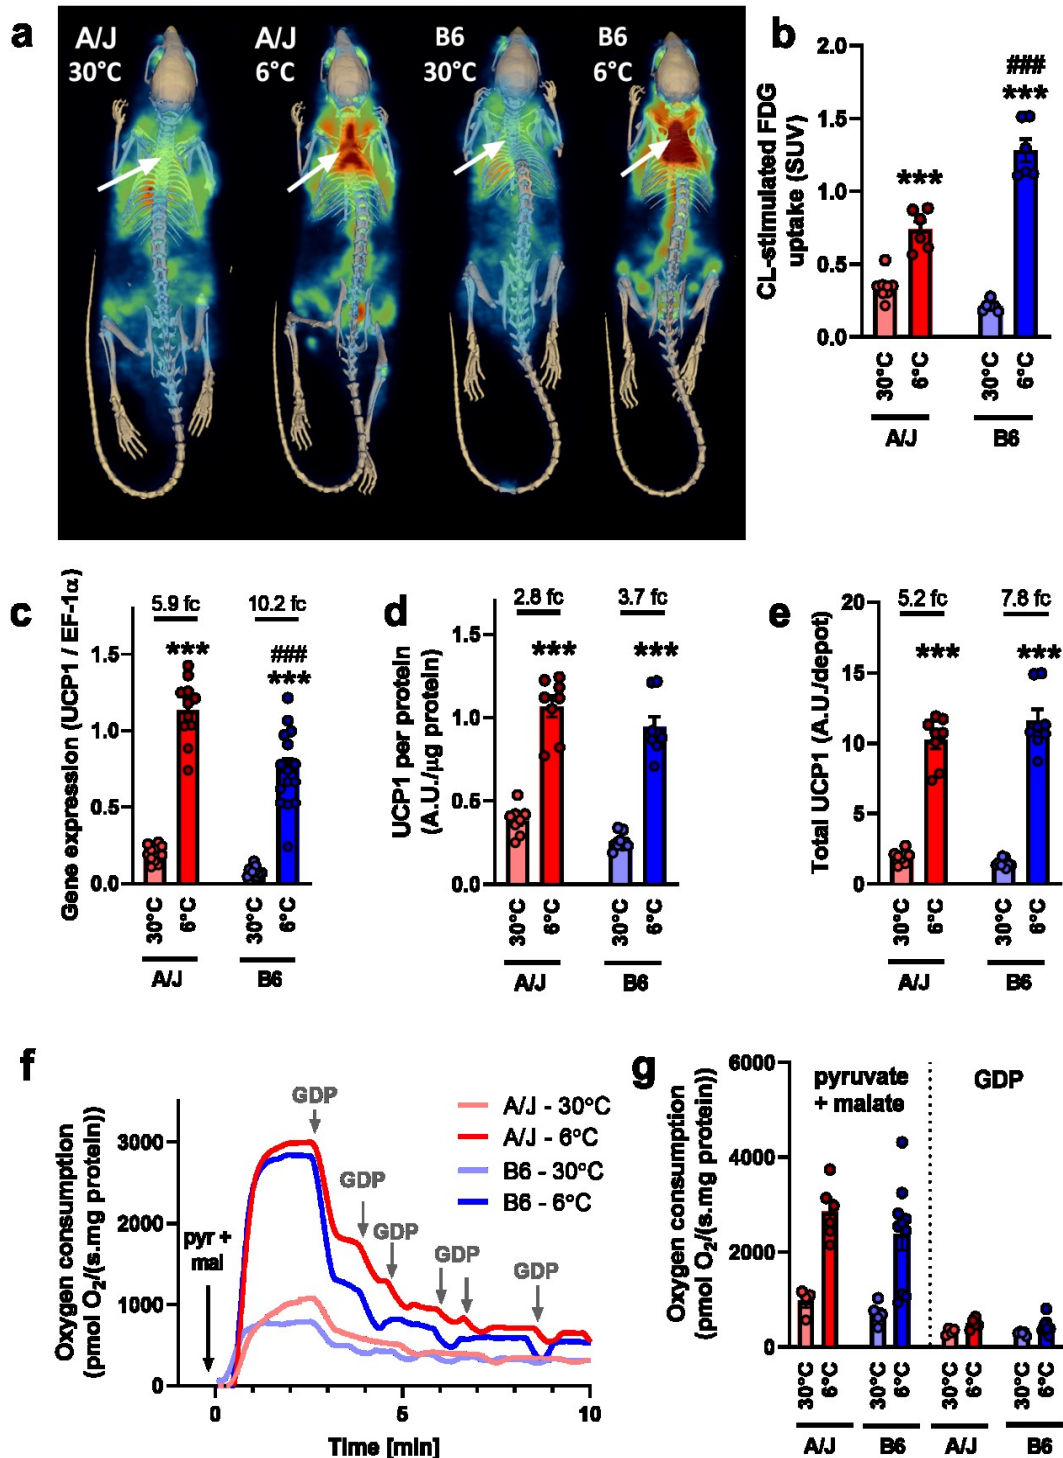 a
A/J
30°C
A/J
6°C
B6
30°C
B6
6°C
b
CL-stimulated FDG
uptake (SUV)
2.0
1.5
1.0
0.5
0.0
***
###
***
30°C
6°C
30°C
6°C
A/J
B6
c
Gene expression (UCP1 / EF-1α)
1.5
1.0
0.5
0.0
5.9 fc
10.2 fc
***
###
***
30°C
6°C
30°C
6°C
A/J
B6
d
UCP1 per protein
(A.U./μg protein)
1.5
1.0
0.5
0.0
2.8 fc
3.7 fc
***
***
30°C
6°C
30°C
6°C
A/J
B6
e
Total UCP1 (A.U./depot)
20
15
10
5
0
5.2 fc
7.8 fc
***
***
30°C
6°C
30°C
6°C
A/J
B6
f
Oxygen consumption
(pmol O₂/(s.mg protein))
3000
2000
1000
0
pyr +
mal
GDP
GDP
GDP
GDP
GDP
A/J - 30°C
A/J - 6°C
B6 - 30°C
B6 - 6°C
0
5
10
Time [min]
g
Oxygen consumption
(pmol O₂/(s.mg protein))
6000
4000
2000
0
pyruvate
+ malate
GDP
30°C
6°C
30°C
6°C
30°C
6°C
30°C
6°C
A/J
B6
A/J
B6